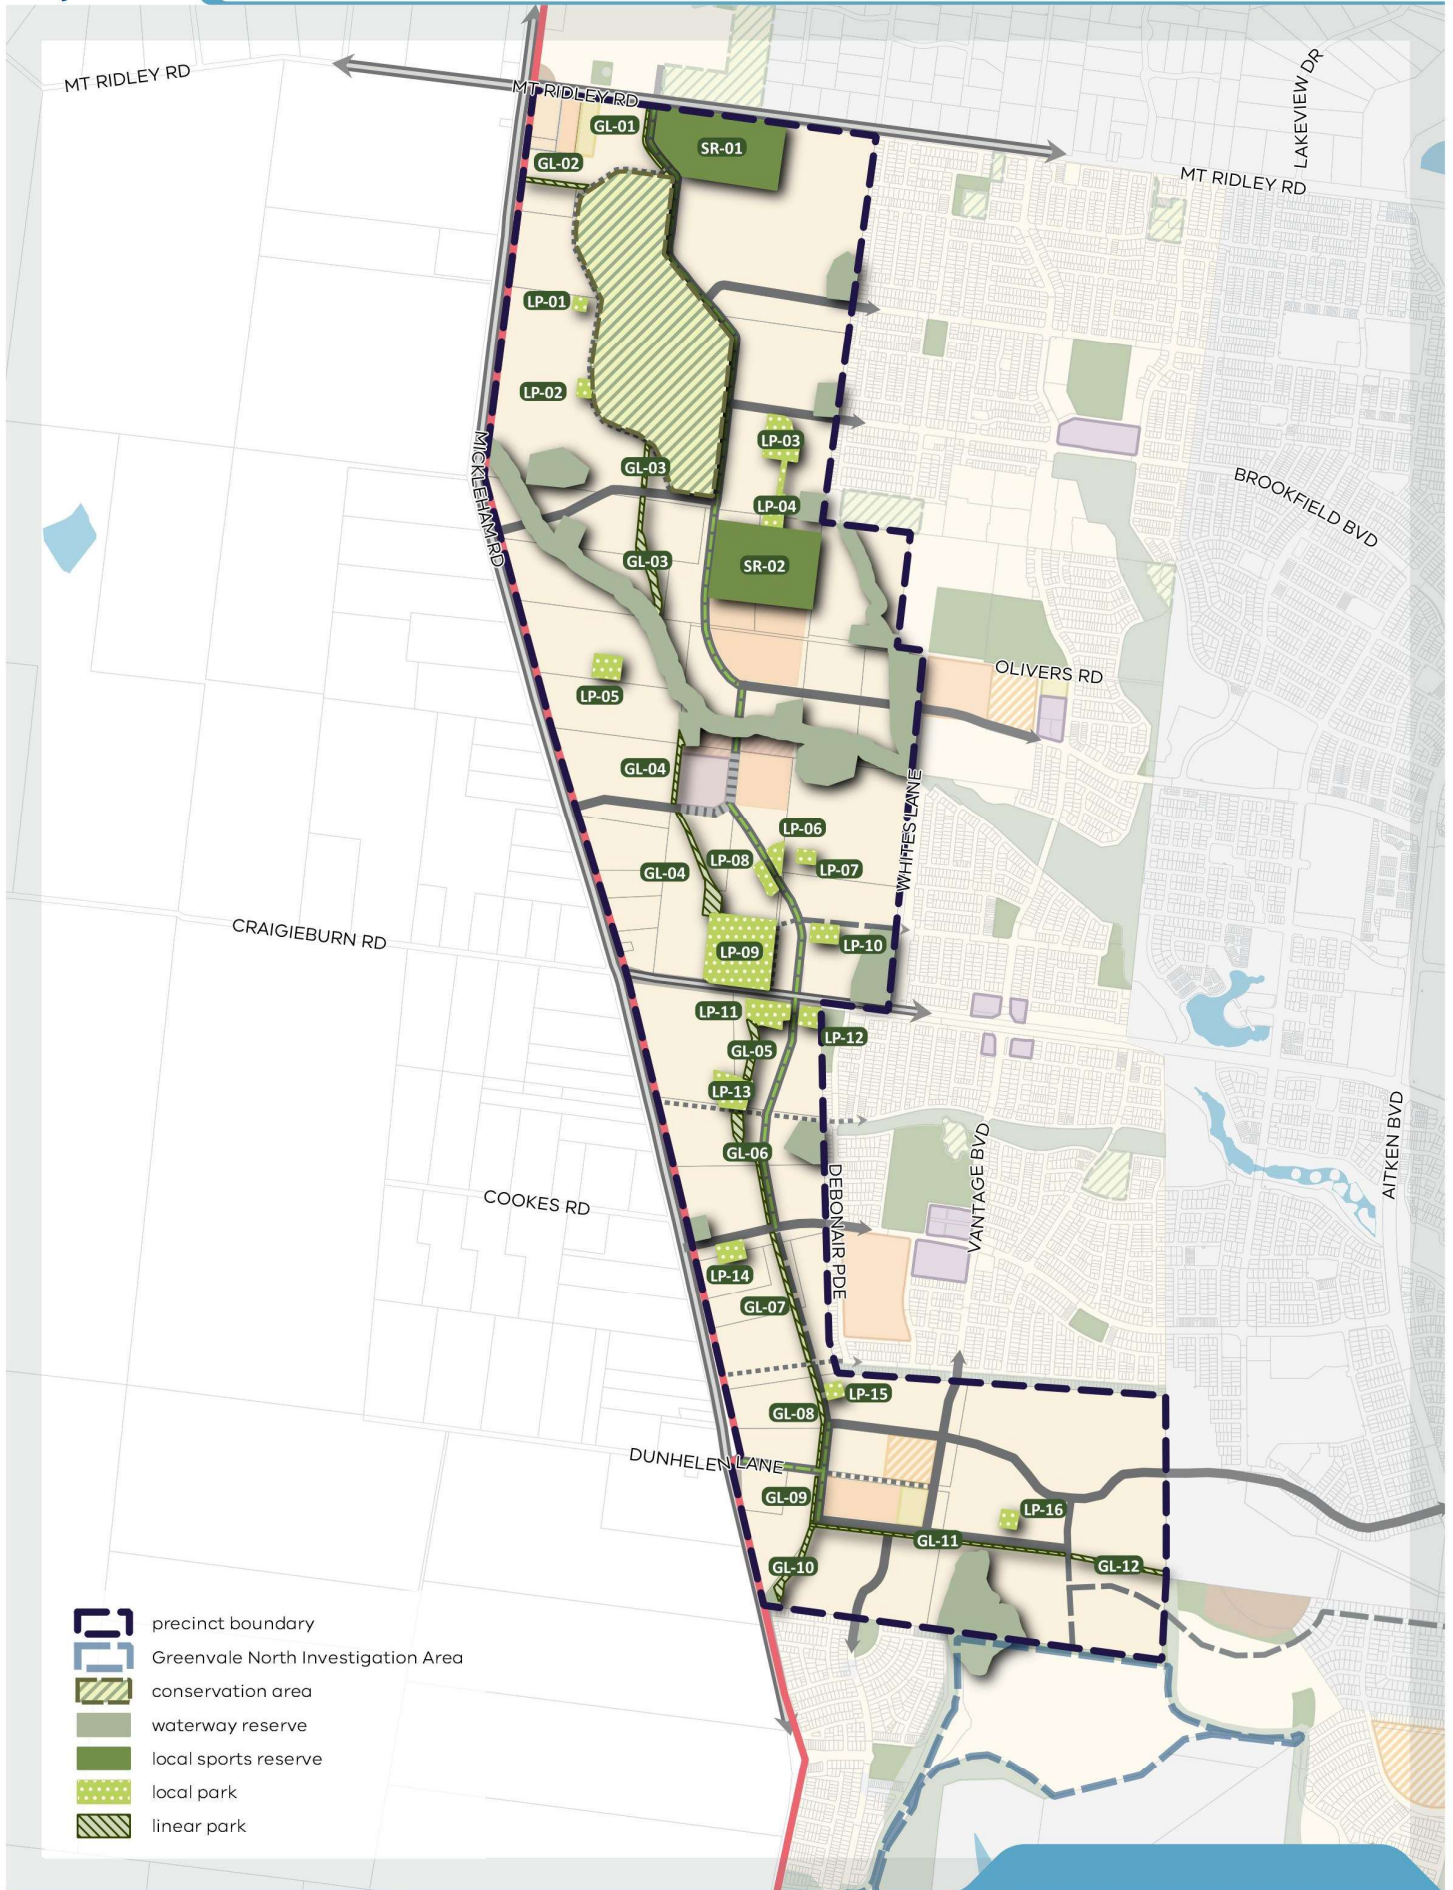 MT RIDLEY RD
MT RIDLEY RD
LAKEVIEW DR
GL-01
SR-01
GL-02
MT RIDLEY RD
LP-01
LP-02
LP-03
MICKLEHAM RD
GL-03
BROOKFIELD BVD
LP-04
GL-03
SR-02
OLIVERS RD
LP-05
GL-04
WHITES LANE
LP-06
LP-08
LP-07
GL-04
CRAIGIEBURN RD
LP-09
LP-10
LP-11
LP-12
GL-05
LP-13
AITKEN BVD
GL-06
VANTAGE BVD
COOKES RD
DEBONAIR PDE
LP-14
GL-07
LP-15
GL-08
DUNHELEN LANE
GL-09
LP-16
GL-11
GL-10
GL-12
precinct boundary
Greenvale North Investigation Area
conservation area
waterway reserve
local sports reserve
local park
linear park